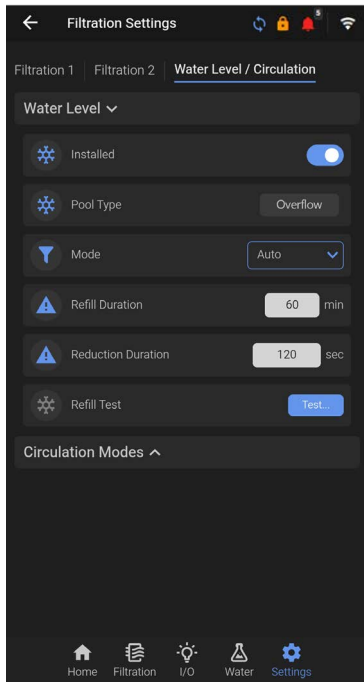 Filtration Settings
5
Filtration 1 Filtration 2 Water Level / Circulation
Water Level
Installed
Pool Type Overflow
Mode Auto
Refill Duration 60 min
Reduction Duration 120 sec
Refill Test Test...
Circulation Modes
Home Filtration I/O Water Settings